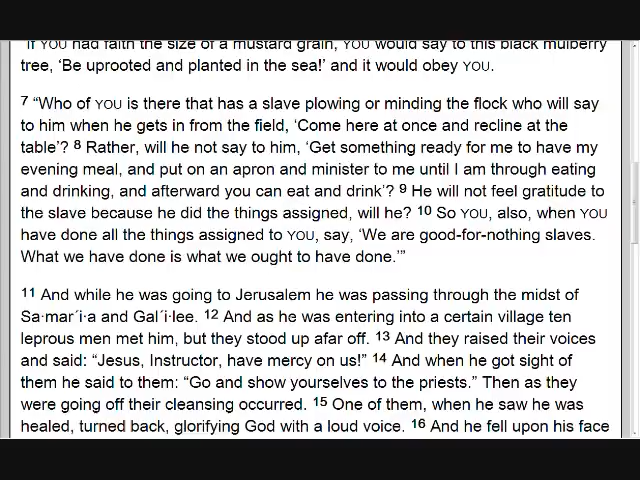 "If YOU had faith the size of a mustard grain, YOU would say to this black mulberry
tree, ‘Be uprooted and planted in the sea!’ and it would obey YOU.
7 “Who of YOU is there that has a slave plowing or minding the flock who will say
to him when he gets in from the field, ‘Come here at once and recline at the
table’? 8 Rather, will he not say to him, ‘Get something ready for me to have my
evening meal, and put on an apron and minister to me until I am through eating
and drinking, and afterward you can eat and drink’? 9 He will not feel gratitude to
the slave because he did the things assigned, will he? 10 So YOU, also, when YOU
have done all the things assigned to YOU, say, ‘We are good-for-nothing slaves.
What we have done is what we ought to have done.’”
11 And while he was going to Jerusalem he was passing through the midst of
Sa·mar´i·a and Gal´i·lee. 12 And as he was entering into a certain village ten
leprous men met him, but they stood up afar off. 13 And they raised their voices
and said: “Jesus, Instructor, have mercy on us!” 14 And when he got sight of
them he said to them: “Go and show yourselves to the priests.” Then as they
were going off their cleansing occurred. 15 One of them, when he saw he was
healed, turned back, glorifying God with a loud voice. 16 And he fell upon his face